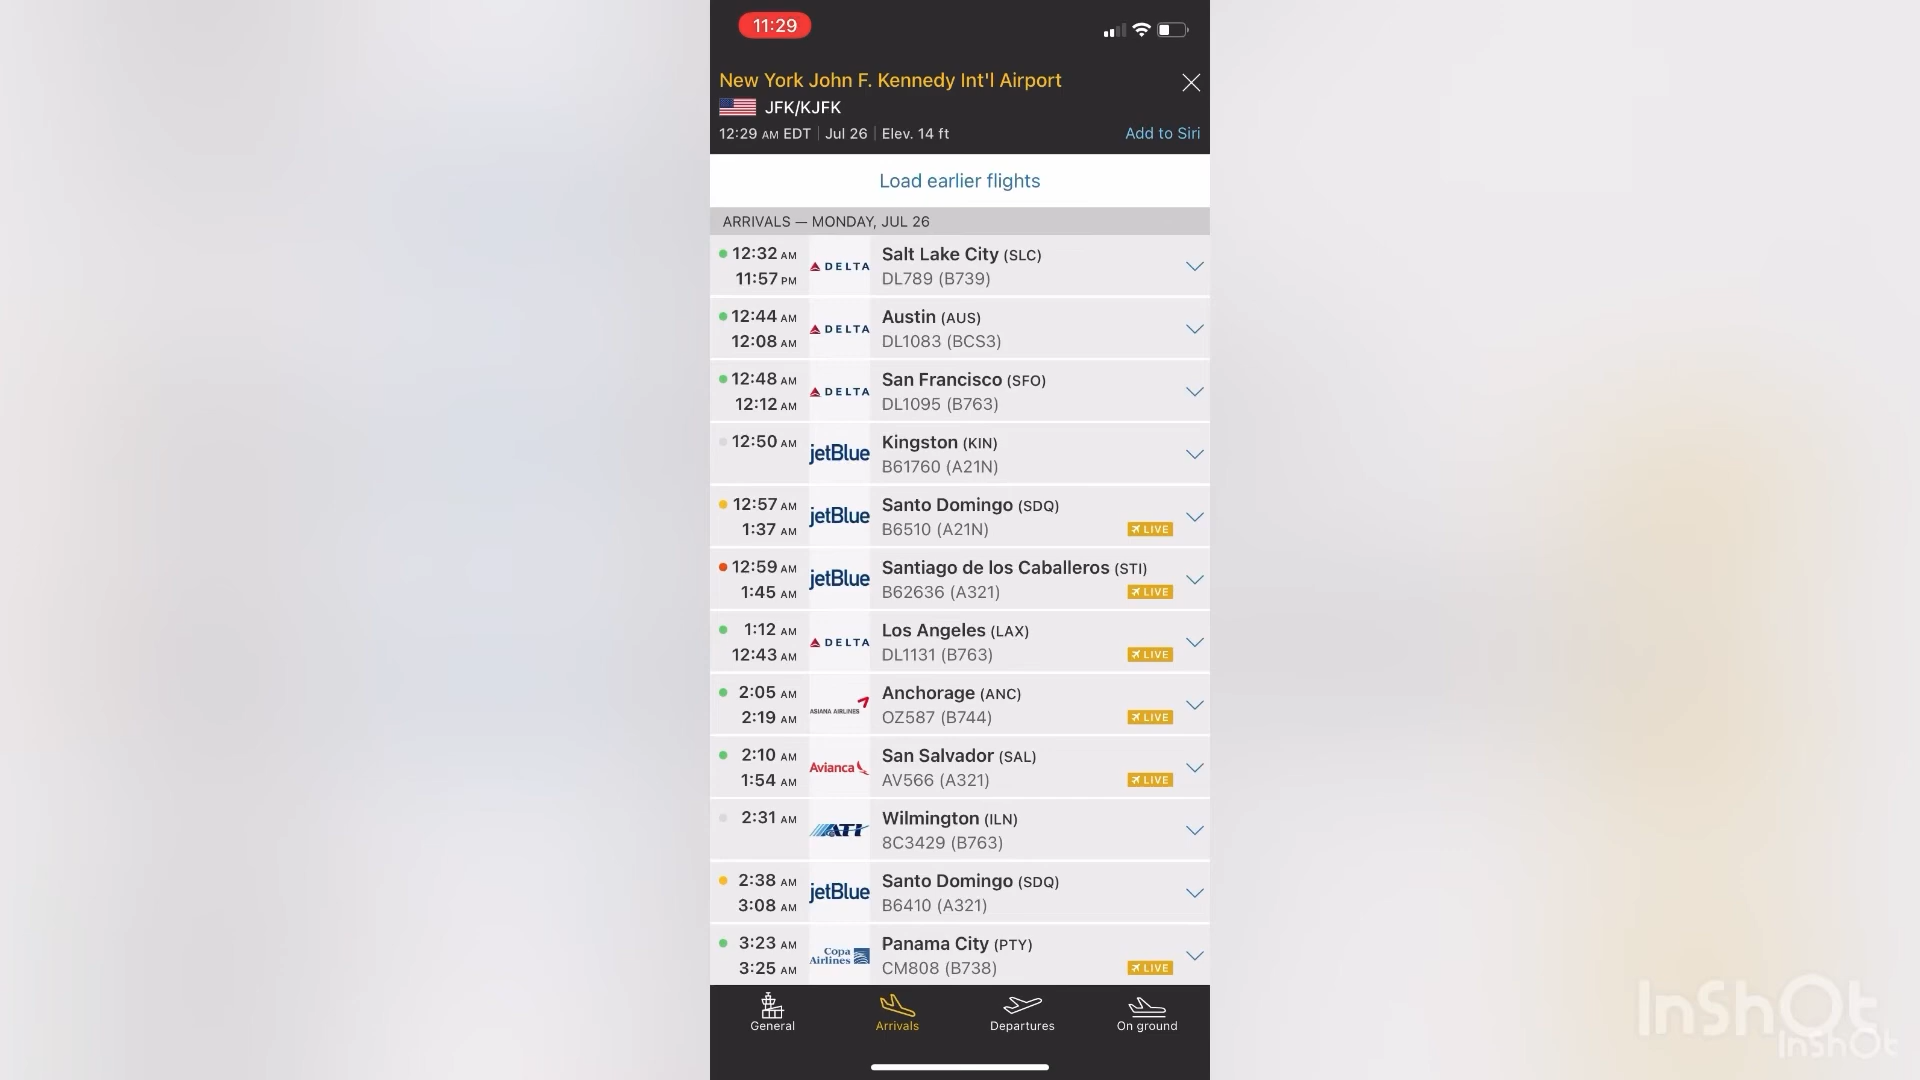 11:29
New York John F. Kennedy Int'l Airport
JFK/KJFK
12:29 AM EDT | Jul 26 | Elev. 14 ft
Add to Siri
Load earlier flights
ARRIVALS — MONDAY, JUL 26
12:32 AM DELTA Salt Lake City (SLC)
11:57 PM DL789 (B739)
12:44 AM DELTA Austin (AUS)
12:08 AM DL1083 (BCS3)
12:48 AM DELTA San Francisco (SFO)
12:12 AM DL1095 (B763)
12:50 AM jetBlue Kingston (KIN)
B61760 (A21N)
12:57 AM jetBlue Santo Domingo (SDQ)
1:37 AM B6510 (A21N) LIVE
12:59 AM jetBlue Santiago de los Caballeros (STI)
1:45 AM B62636 (A321) LIVE
1:12 AM DELTA Los Angeles (LAX)
12:43 AM DL1131 (B763) LIVE
2:05 AM ASIANA AIRLINES Anchorage (ANC)
2:19 AM OZ587 (B744) LIVE
2:10 AM Avianca San Salvador (SAL)
1:54 AM AV566 (A321) LIVE
2:31 AM ATI Wilmington (ILN)
8C3429 (B763)
2:38 AM jetBlue Santo Domingo (SDQ)
3:08 AM B6410 (A321)
3:23 AM Copa Airlines Panama City (PTY)
3:25 AM CM808 (B738) LIVE
General Arrivals Departures On ground
InShOt
InShOt